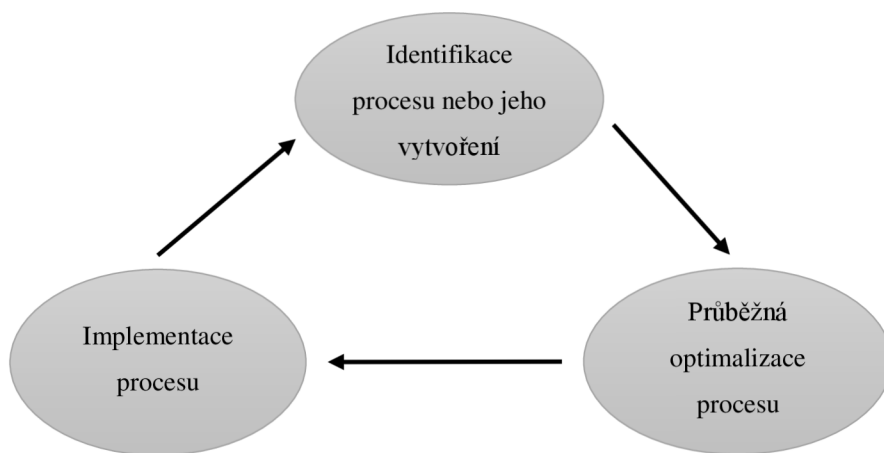 Identifikace
procesu nebo jeho
vytvoření
Průběžná
optimalizace
procesu
Implementace
procesu